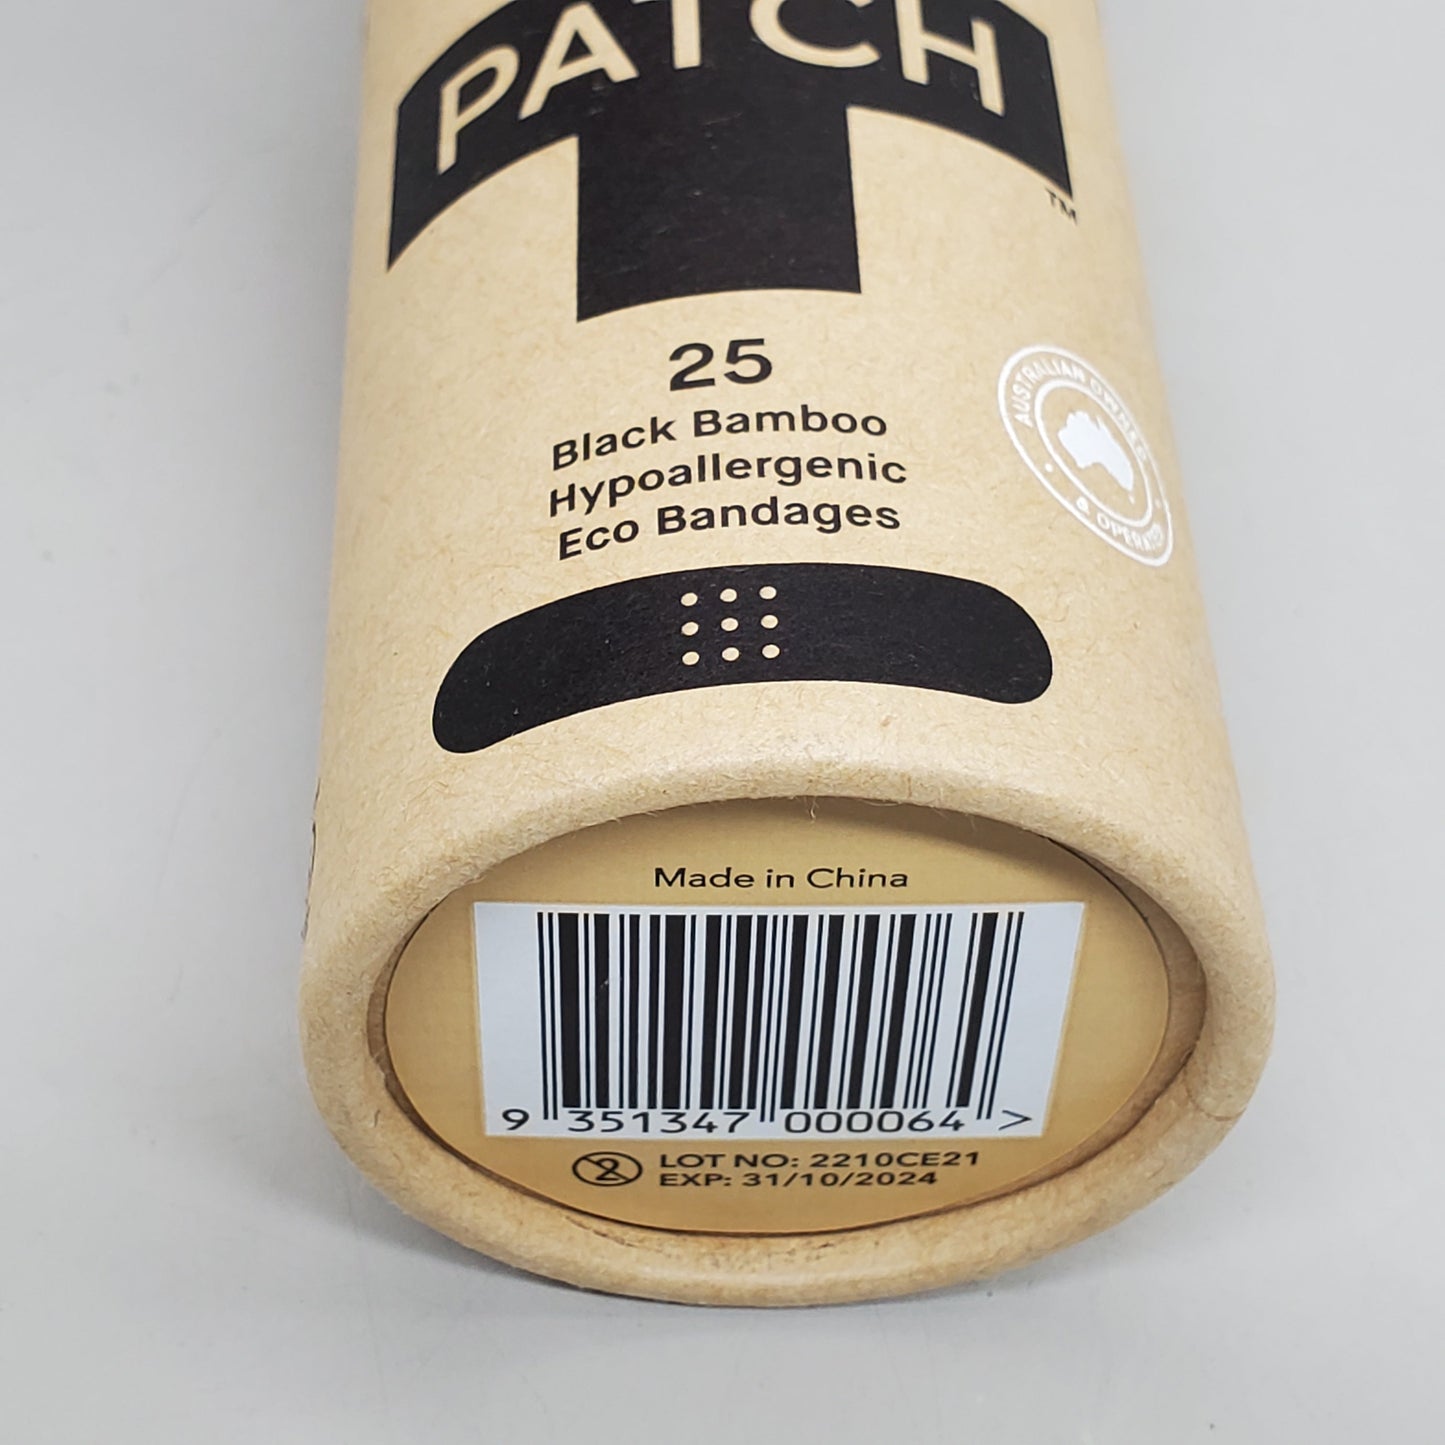 PATCH
TM
25
Black Bamboo
Hypoallergenic
Eco Bandages
AUSTRALIAN OWNED
& OPERATED
Made in China
9 351347 000064 >
2 LOT NO: 2210CE21
EXP: 31/10/2024